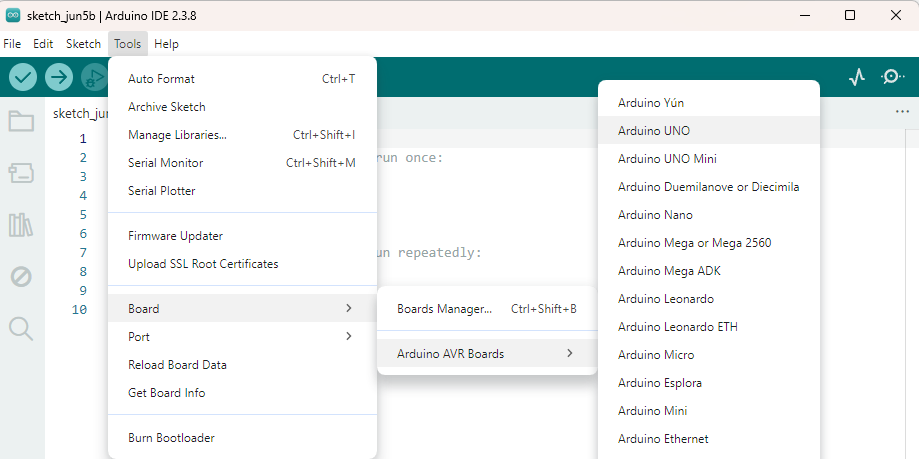 sketch_jun5b | Arduino IDE 2.3.8
File Edit Sketch Tools Help
sketch_jun
...
1
2 run once:
3
4
5
6
7 un repeatedly:
8
9
10
Auto Format Ctrl+T
Archive Sketch
Manage Libraries... Ctrl+Shift+I
Serial Monitor Ctrl+Shift+M
Serial Plotter
Firmware Updater
Upload SSL Root Certificates
Board
Port
Reload Board Data
Get Board Info
Burn Bootloader
Boards Manager... Ctrl+Shift+B
Arduino AVR Boards
Arduino Yún
Arduino UNO
Arduino UNO Mini
Arduino Duemilanove or Diecimila
Arduino Nano
Arduino Mega or Mega 2560
Arduino Mega ADK
Arduino Leonardo
Arduino Leonardo ETH
Arduino Micro
Arduino Esplora
Arduino Mini
Arduino Ethernet